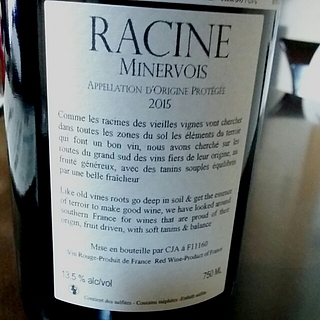 RACINE
MINERVOIS
APPELLATION D'ORIGINE PROTÉGÉE
2015
Comme les racines des vieilles vignes vont chercher
dans toutes les zones du sol les éléments du terroir
qui font un bon vin, nous avons cherché sur les
routes du grand sud des vins fiers de leur origine, au
fruité généreux, avec des tanins souples équilibrés
par une belle fraîcheur
Like old vines roots go deep in soil & get the essence
of terroir to make good wine, we have looked around
southern France for wines that are proud of their
origin, fruit driven, with soft tanins & balance
Mise en bouteille par CJA à F11160
Vin Rouge-Produit de France Red Wine-Product of France
13.5 % alc/vol 750 ML
Contient des sulfites - Contains sulphites